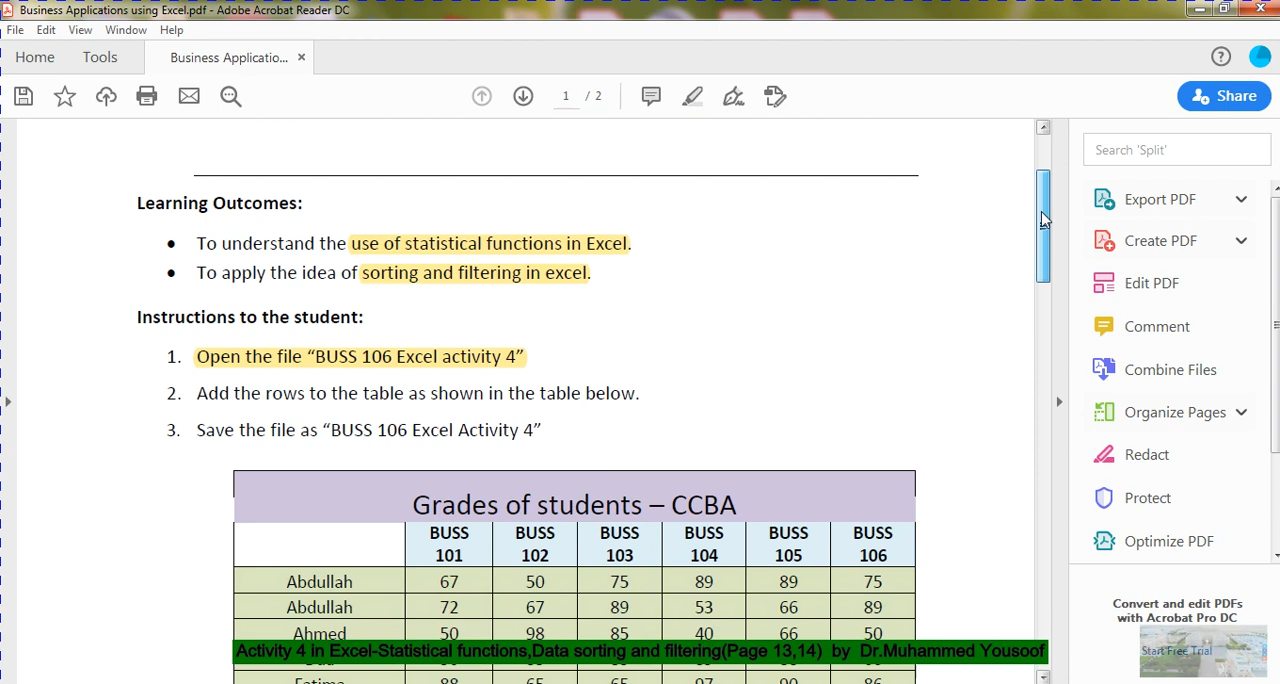 Business Applications using Excel.pdf - Adobe Acrobat Reader DC
File Edit View Window Help
Home Tools Business Applicatio... ×
1 / 2 Share
Search 'Split'
Export PDF
Create PDF
Edit PDF
Comment
Combine Files
Organize Pages
Redact
Protect
Optimize PDF
Convert and edit PDFs
with Acrobat Pro DC
Start Free Trial
Learning Outcomes:
• To understand the use of statistical functions in Excel.
• To apply the idea of sorting and filtering in excel.
Instructions to the student:
1. Open the file “BUSS 106 Excel activity 4”
2. Add the rows to the table as shown in the table below.
3. Save the file as “BUSS 106 Excel Activity 4”
Grades of students – CCBA
BUSS 101 BUSS 102 BUSS 103 BUSS 104 BUSS 105 BUSS 106
Abdullah 67 50 75 89 89 75
Abdullah 72 67 89 53 66 89
Ahmed 50 98 85 40 66 50
Activity 4 in Excel-Statistical functions,Data sorting and filtering(Page 13,14) by Dr.Muhammed Yousoof
Fatima 88 65 65 97 90 86